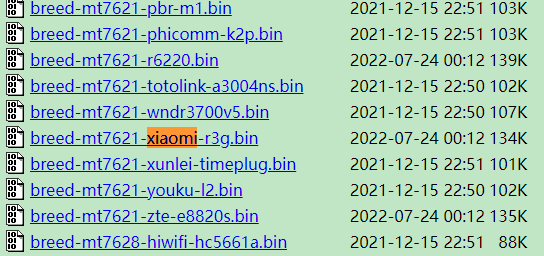 breed-mt7621-pbr-m1.bin 2021-12-15 22:51 103K
breed-mt7621-phicomm-k2p.bin 2021-12-15 22:51 103K
breed-mt7621-r6220.bin 2022-07-24 00:12 139K
breed-mt7621-totolink-a3004ns.bin 2021-12-15 22:50 102K
breed-mt7621-wndr3700v5.bin 2021-12-15 22:50 107K
breed-mt7621-xiaomi-r3g.bin 2022-07-24 00:12 134K
breed-mt7621-xunlei-timeplug.bin 2021-12-15 22:51 101K
breed-mt7621-youku-l2.bin 2021-12-15 22:50 102K
breed-mt7621-zte-e8820s.bin 2022-07-24 00:12 135K
breed-mt7628-hiwifi-hc5661a.bin 2021-12-15 22:51 88K